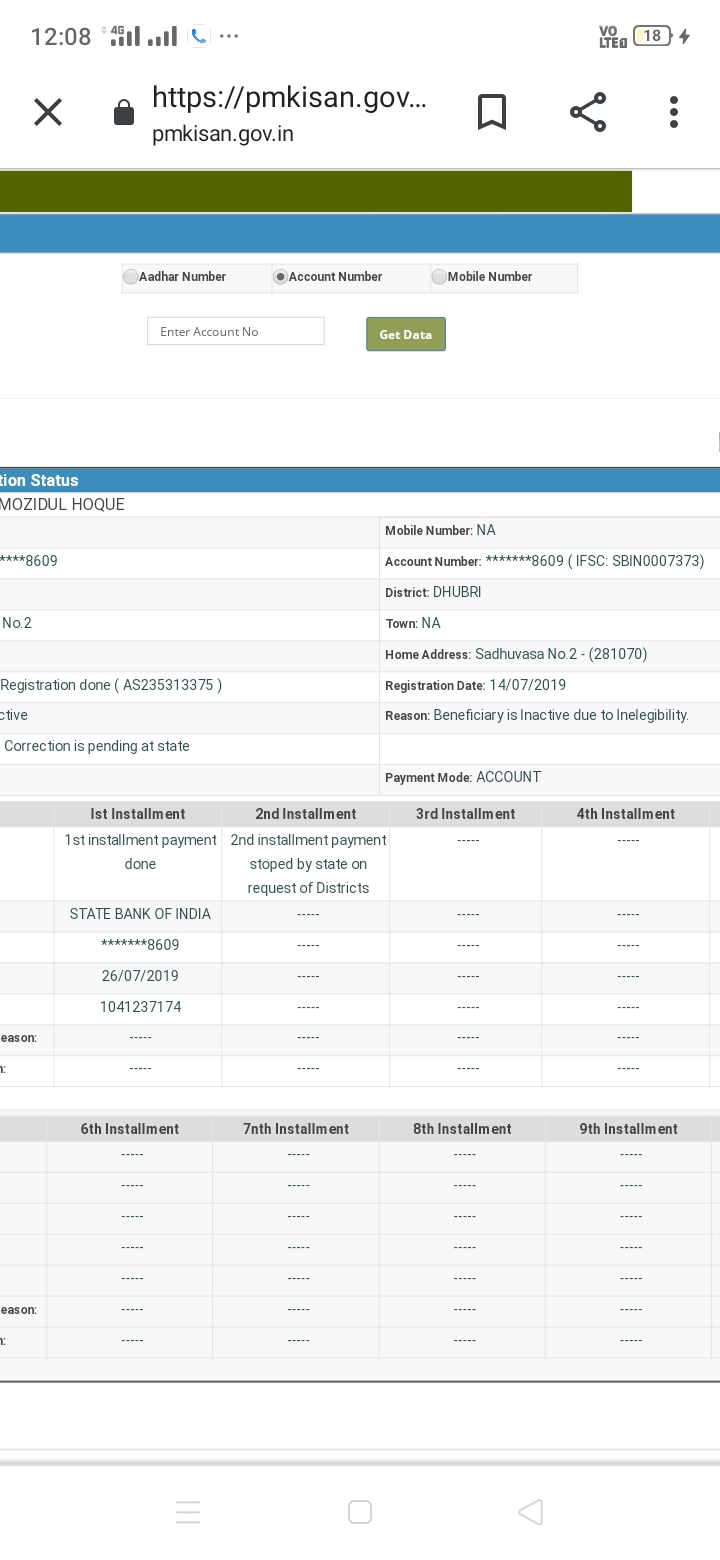 12:08 4G VO LTE1 18
https://pmkisan.gov...
pmkisan.gov.in
Aadhar Number Account Number Mobile Number
Enter Account No Get Data
tion Status
MOZIDUL HOQUE
Mobile Number: NA
****8609 Account Number: *******8609 ( IFSC: SBIN0007373)
District: DHUBRI
No.2 Town: NA
Home Address: Sadhuvasa No.2 - (281070)
Registration done ( AS235313375 ) Registration Date: 14/07/2019
ctive Reason: Beneficiary is Inactive due to Inelegibility.
Correction is pending at state
Payment Mode: ACCOUNT
Ist Installment 2nd Installment 3rd Installment 4th Installment
1st installment payment 2nd installment payment ----- -----
done stoped by state on
request of Districts
STATE BANK OF INDIA ----- ----- -----
*******8609 ----- ----- -----
26/07/2019 ----- ----- -----
1041237174 ----- ----- -----
eason: ----- ----- ----- -----
n: ----- ----- ----- -----
6th Installment 7nth Installment 8th Installment 9th Installment
----- ----- ----- -----
----- ----- ----- -----
----- ----- ----- -----
----- ----- ----- -----
----- ----- ----- -----
eason: ----- ----- ----- -----
n: ----- ----- ----- -----